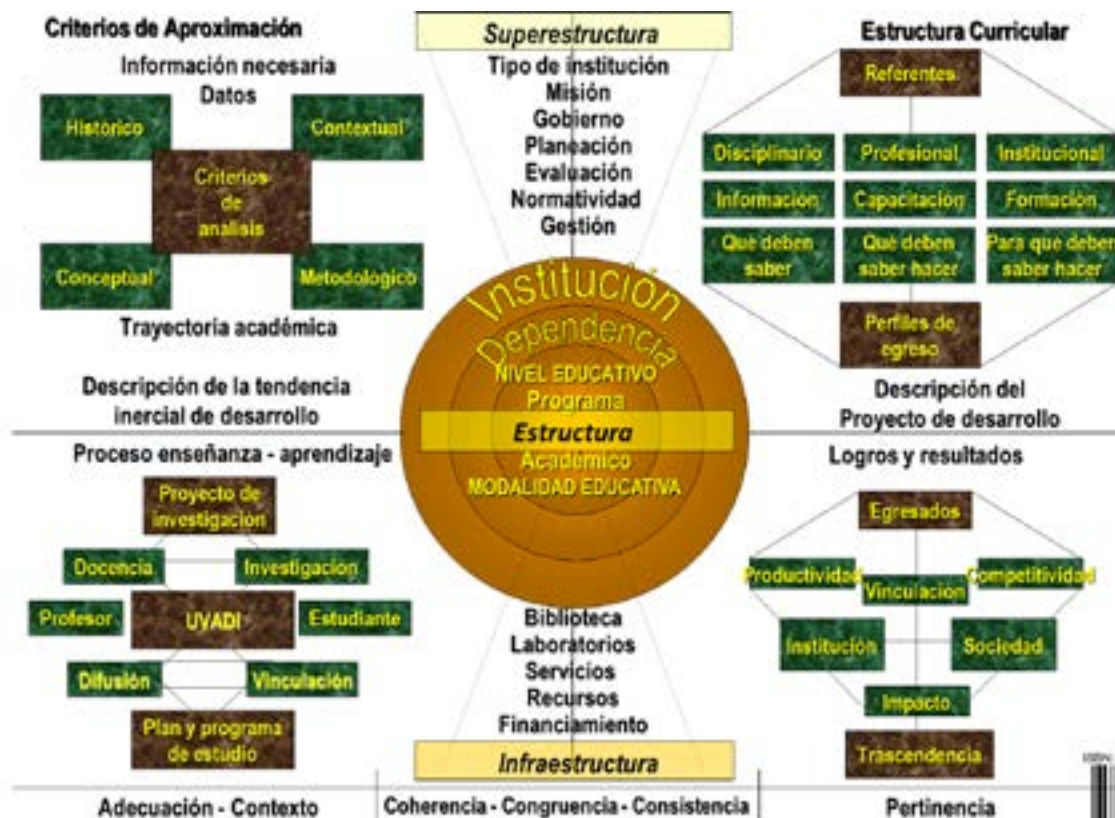 Criterios de Aproximación
Información necesaria
Datos
Histórico
Contextual
Criterios
de
análisis
Conceptual
Metodológico
Trayectoria académica
Descripción de la tendencia
inercial de desarrollo
Superestructura
Tipo de institución
Misión
Gobierno
Planeación
Evaluación
Normatividad
Gestión
Estructura Curricular
Referentes
Disciplinario
Profesional
Institucional
Información
Capacitación
Formación
Qué deben
saber
Qué deben
saber hacer
Para qué deben
saber hacer
Perfiles de
egreso
Descripción del
Proyecto de desarrollo
Institución
Dependencia
NIVEL EDUCATIVO
Programa
Estructura
Académico
MODALIDAD EDUCATIVA
Proceso enseñanza - aprendizaje
Proyecto de
investigación
Docencia
Investigación
Profesor
UVADI
Estudiante
Difusión
Vinculación
Plan y programa
de estudio
Adecuación - Contexto
Biblioteca
Laboratorios
Servicios
Recursos
Financiamiento
Infraestructura
Coherencia - Congruencia - Consistencia
Logros y resultados
Egresados
Productividad
Vinculación
Competitividad
Institución
Sociedad
Impacto
Trascendencia
Pertinencia